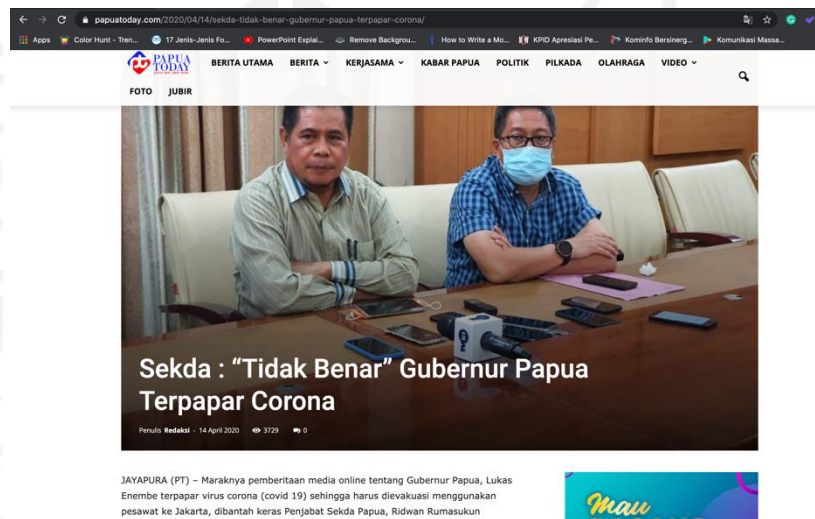 papuatoday.com/2020/04/14/sekda-tidak-benar-gubernur-papua-terpapar-corona/
Apps Color Hunt - Tren... 17 Jenis-Jenis Fo... PowerPoint Explai... Remove Backgrou... How to Write a Mo... KPID Apresiasi Pe... Kominfo Bersinerg... Komunikasi Massa...
PAPUA TODAY
BERITA UTAMA BERITA KERJASAMA KABAR PAPUA POLITIK PILKADA OLAHRAGA VIDEO
FOTO JUBIR
Sekda : “Tidak Benar” Gubernur Papua
Terpapar Corona
Penulis Redaksi - 14 April 2020 3729 0
JAYAPURA (PT) – Maraknya pemberitaan media online tentang Gubernur Papua, Lukas
Enembe terpapar virus corona (covid 19) sehingga harus dievakuasi menggunakan
pesawat ke Jakarta, dibantah keras Penjabat Sekda Papua, Ridwan Rumasukun
Mau